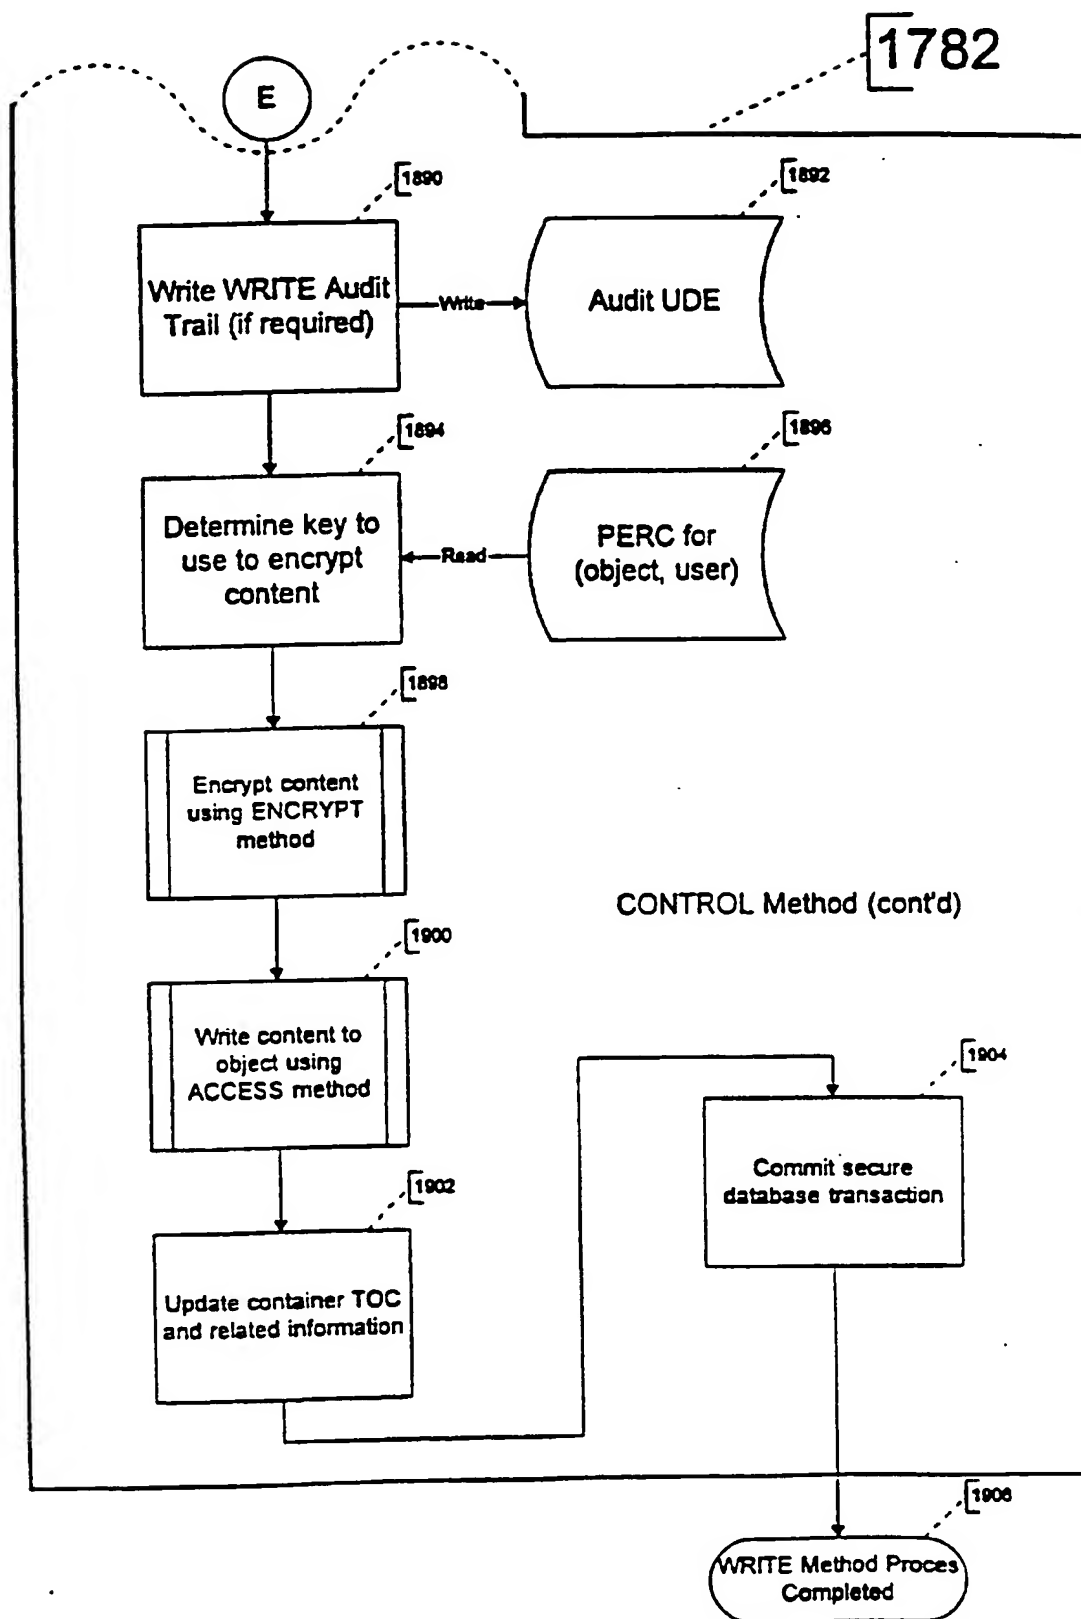 1782
E
1890
Write WRITE Audit
Trail (if required)
Write
1892
Audit UDE
1894
Determine key to
use to encrypt
content
Read
1896
PERC for
(object, user)
1898
Encrypt content
using ENCRYPT
method
CONTROL Method (cont'd)
1900
Write content to
object using
ACCESS method
1902
Update container TOC
and related information
1904
Commit secure
database transaction
1906
WRITE Method Proces
Completed